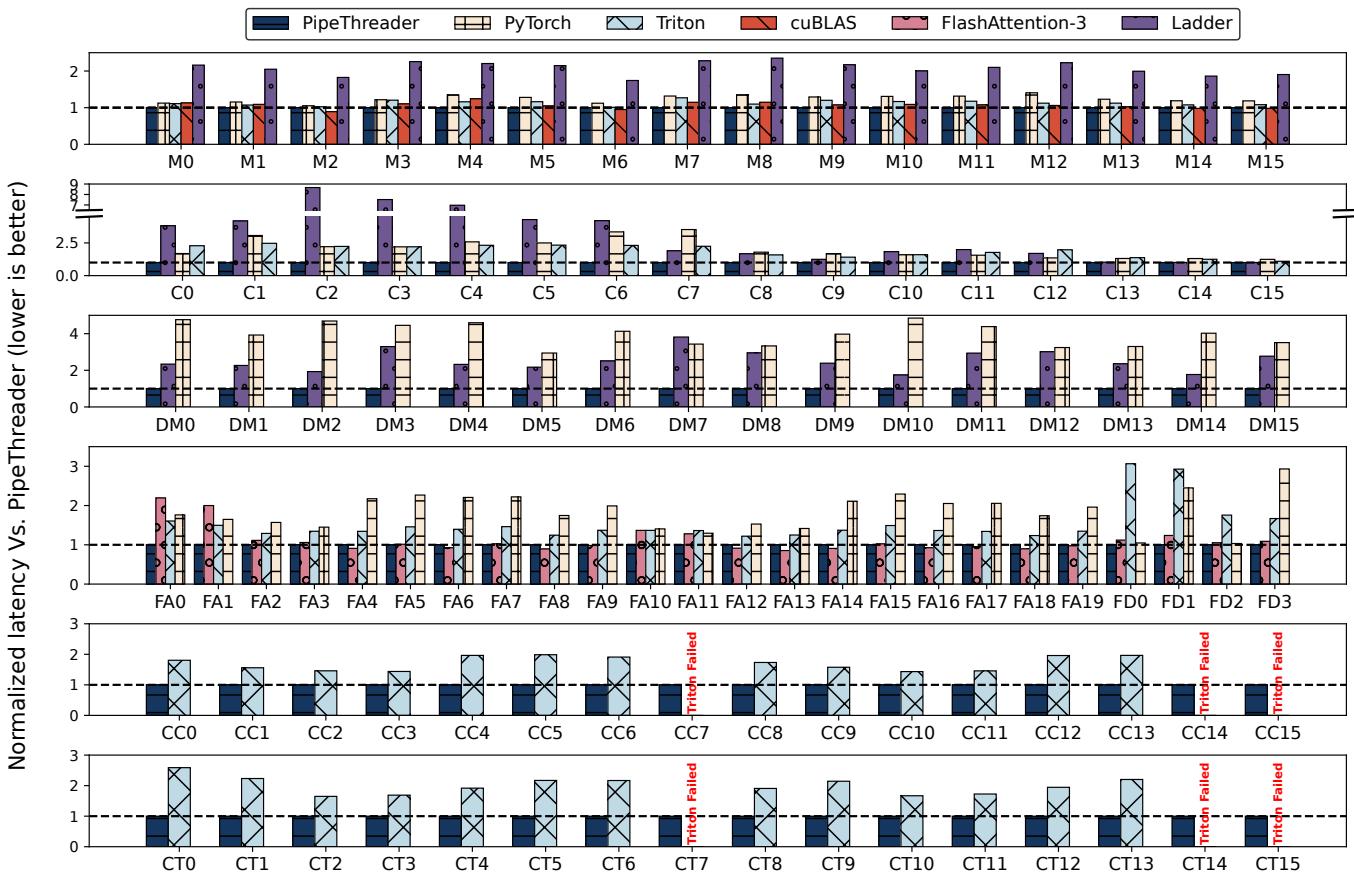 PipeThreader PyTorch Triton cuBLAS FlashAttention-3 Ladder
Normalized latency Vs. PipeThreader (lower is better)
2
1
0
M0 M1 M2 M3 M4 M5 M6 M7 M8 M9 M10 M11 M12 M13 M14 M15
9
8
7
2.5
0.0
C0 C1 C2 C3 C4 C5 C6 C7 C8 C9 C10 C11 C12 C13 C14 C15
4
2
0
DM0 DM1 DM2 DM3 DM4 DM5 DM6 DM7 DM8 DM9 DM10 DM11 DM12 DM13 DM14 DM15
3
2
1
0
FA0 FA1 FA2 FA3 FA4 FA5 FA6 FA7 FA8 FA9 FA10 FA11 FA12 FA13 FA14 FA15 FA16 FA17 FA18 FA19 FD0 FD1 FD2 FD3
3
2
1
0
Triton Failed Triton Failed Triton Failed
CC0 CC1 CC2 CC3 CC4 CC5 CC6 CC7 CC8 CC9 CC10 CC11 CC12 CC13 CC14 CC15
3
2
1
0
Triton Failed Triton Failed Triton Failed
CT0 CT1 CT2 CT3 CT4 CT5 CT6 CT7 CT8 CT9 CT10 CT11 CT12 CT13 CT14 CT15